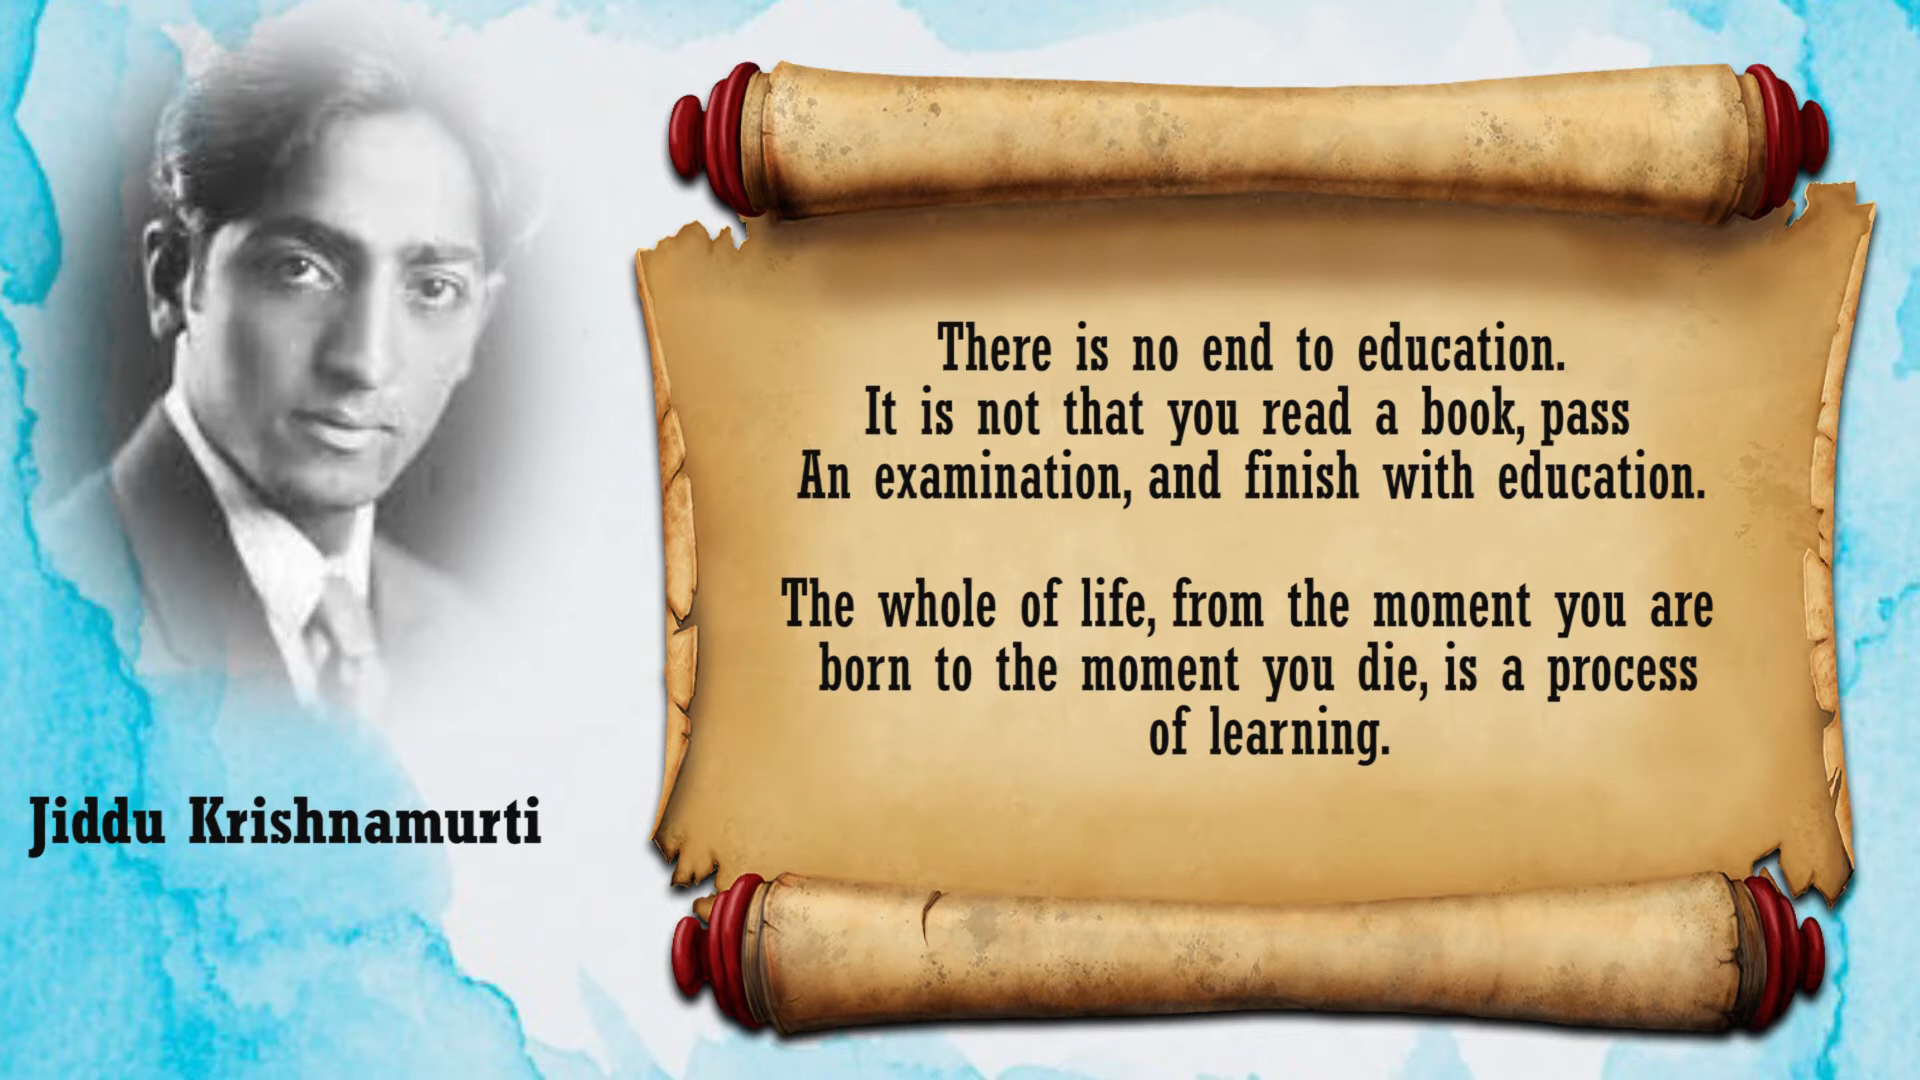 There is no end to education.
It is not that you read a book, pass
An examination, and finish with education.
The whole of life, from the moment you are
born to the moment you die, is a process
of learning.
Jiddu Krishnamurti